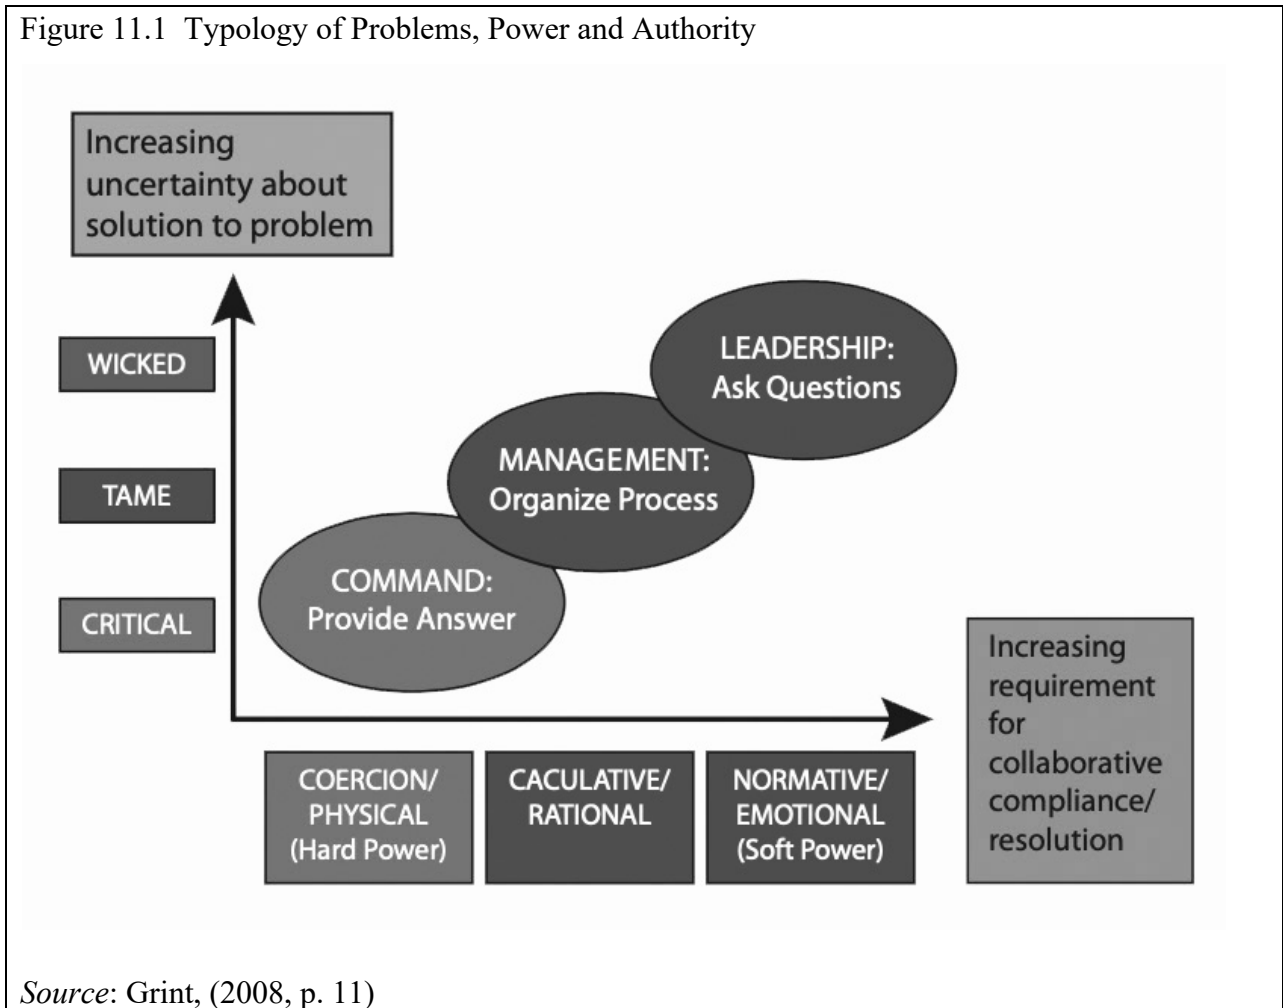 Figure 11.1  Typology of Problems, Power and Authority
Increasing
uncertainty about
solution to problem
WICKED
TAME
CRITICAL
LEADERSHIP:
Ask Questions
MANAGEMENT:
Organize Process
COMMAND:
Provide Answer
COERCION/
PHYSICAL
(Hard Power)
CACULATIVE/
RATIONAL
NORMATIVE/
EMOTIONAL
(Soft Power)
Increasing
requirement
for
collaborative
compliance/
resolution
Source: Grint, (2008, p. 11)